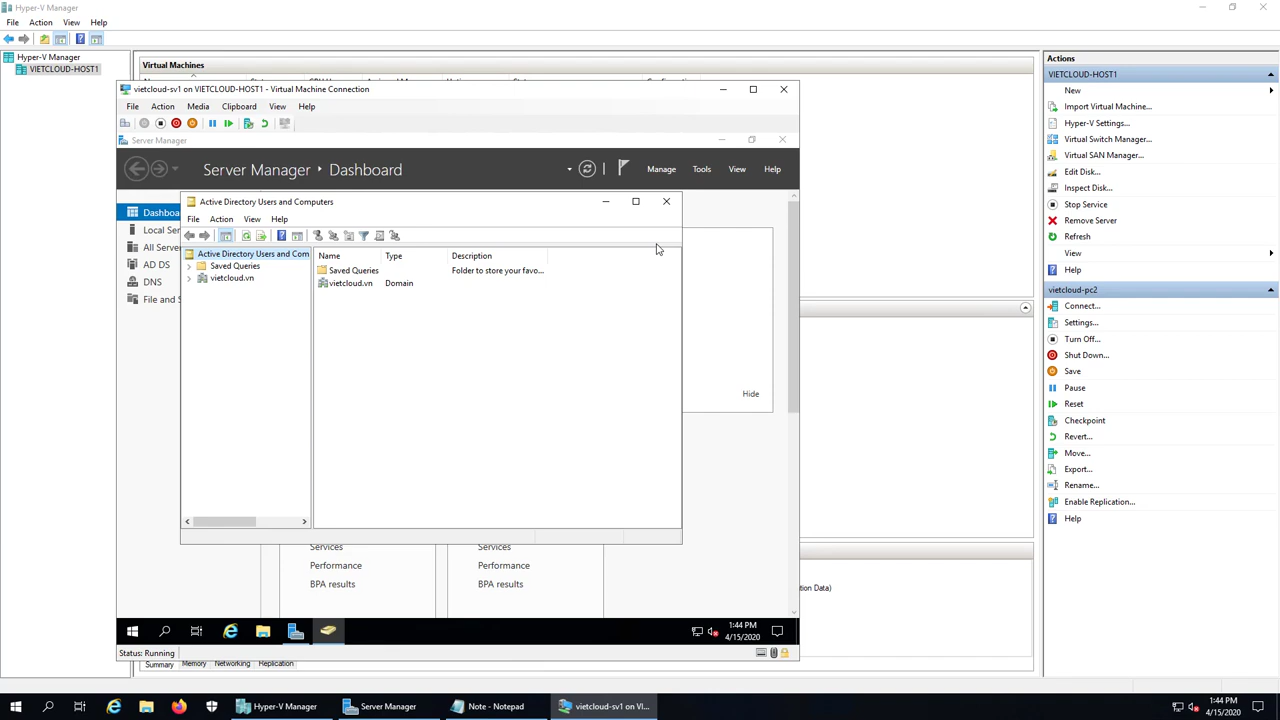 Hyper-V Manager
File Action View Help
Hyper-V Manager
VIETCLOUD-HOST1
Virtual Machines
vietcloud-sv1 on VIETCLOUD-HOST1 - Virtual Machine Connection
File Action Media Clipboard View Help
Server Manager
Server Manager Dashboard
Manage Tools View Help
Dashboa
Local Ser
All Server
AD DS
DNS
File and S
Active Directory Users and Computers
File Action View Help
Active Directory Users and Com
Saved Queries
vietcloud.vn
Name Type Description
Saved Queries Folder to store your favo...
vietcloud.vn Domain
Hide
Services Services
Performance Performance
BPA results BPA results
1:44 PM
4/15/2020
Status: Running
Summary Memory Networking Replication
tion Data)
Actions
VIETCLOUD-HOST1
New
Import Virtual Machine...
Hyper-V Settings...
Virtual Switch Manager...
Virtual SAN Manager...
Edit Disk...
Inspect Disk...
Stop Service
Remove Server
Refresh
View
Help
vietcloud-pc2
Connect...
Settings...
Turn Off...
Shut Down...
Save
Pause
Reset
Checkpoint
Revert...
Move...
Export...
Rename...
Enable Replication...
Help
Hyper-V Manager Server Manager Note - Notepad vietcloud-sv1 on VI...
1:44 PM
4/15/2020